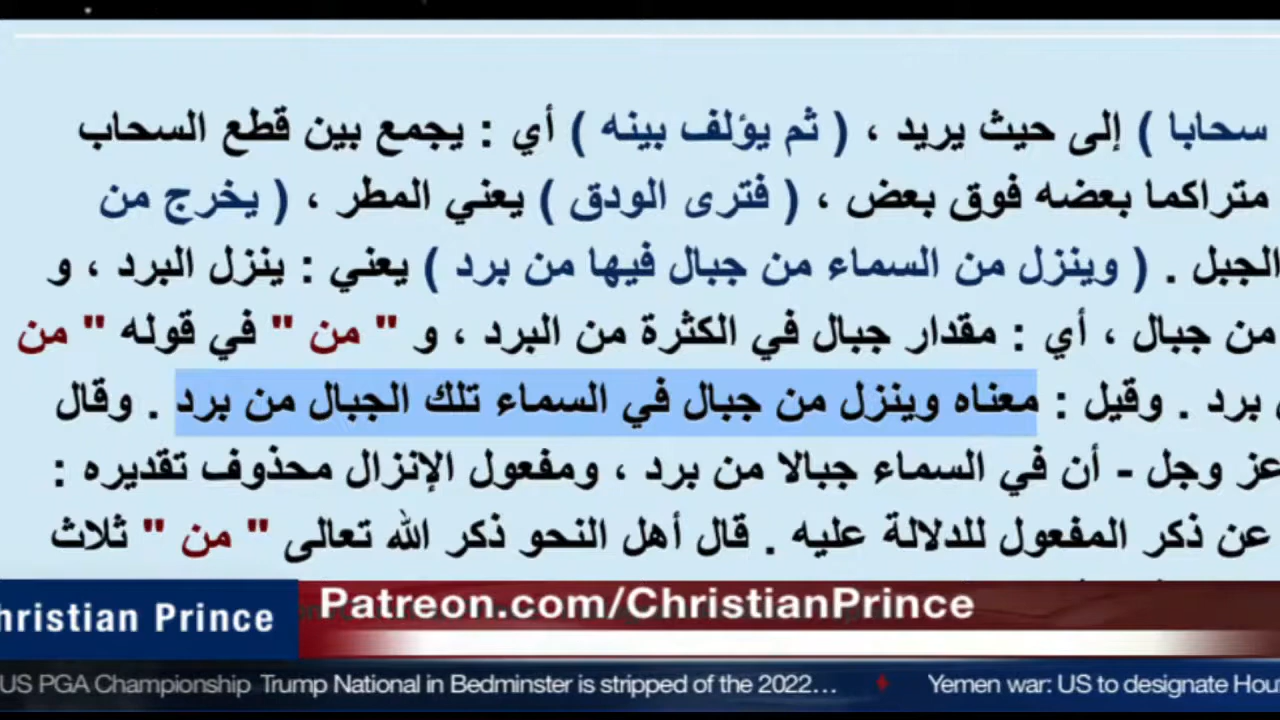 سحابا ) إلى حيث يريد ، ( ثم يؤلف بينه ) أي : يجمع بين قطع السحاب
متراكما بعضه فوق بعض ، ( فترى الودق ) يعني المطر ، ( يخرج من
الجبل . ( وينزل من السماء من جبال فيها من برد ) يعني : ينزل البرد ، و
من جبال ، أي : مقدار جبال في الكثرة من البرد ، و " من " في قوله " من
برد . وقيل : معناه وينزل من جبال في السماء تلك الجبال من برد . وقال
عز وجل - أن في السماء جبالا من برد ، ومفعول الإنزال محذوف تقديره :
عن ذكر المفعول للدلالة عليه . قال أهل النحو ذكر الله تعالى " من " ثلاث
hristian Prince
Patreon.com/ChristianPrince
US PGA Championship Trump National in Bedminster is stripped of the 2022... Yemen war: US to designate Hou